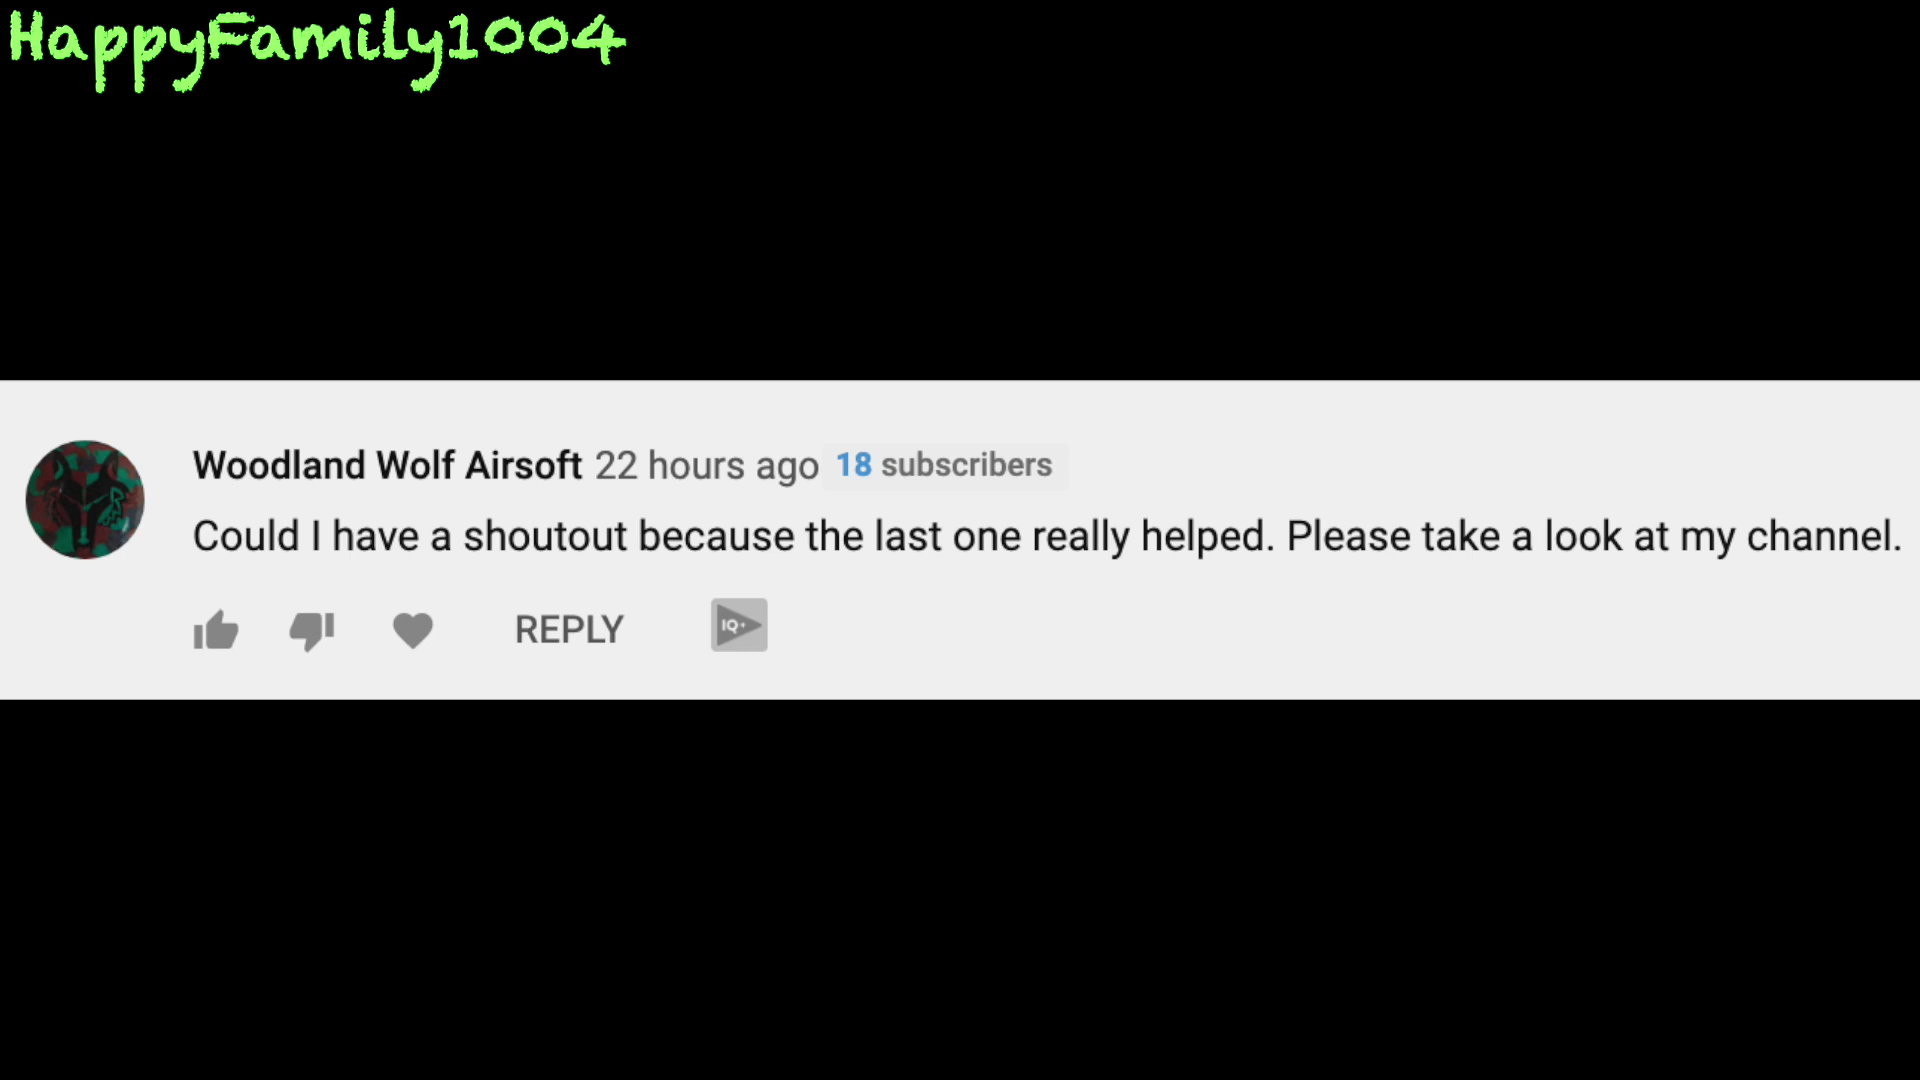 HappyFamily1004
Woodland Wolf Airsoft 22 hours ago 18 subscribers
Could I have a shoutout because the last one really helped. Please take a look at my channel.
REPLY IQ+